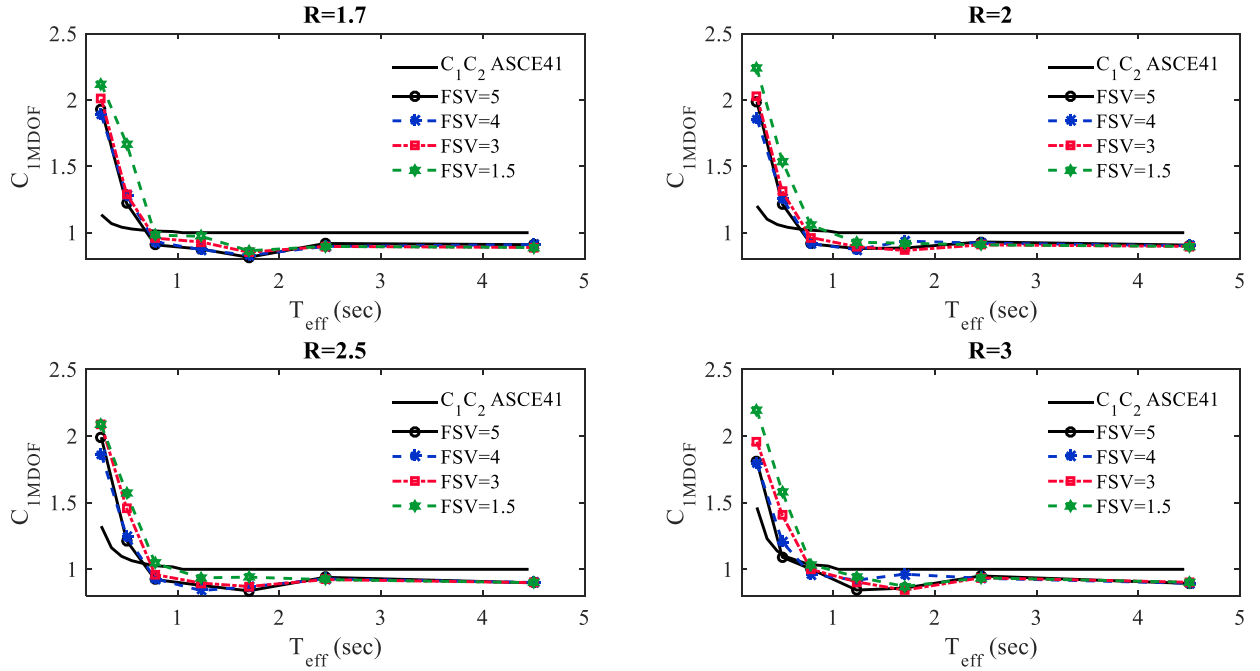 R=1.7
2.5
2
1.5
1
C1MDOF
C1C2 ASCE41
FSV=5
FSV=4
FSV=3
FSV=1.5
1 2 3 4 5
Teff (sec)
R=2
2.5
2
1.5
1
C1MDOF
C1C2 ASCE41
FSV=5
FSV=4
FSV=3
FSV=1.5
1 2 3 4 5
Teff (sec)
R=2.5
2.5
2
1.5
1
C1MDOF
C1C2 ASCE41
FSV=5
FSV=4
FSV=3
FSV=1.5
1 2 3 4 5
Teff (sec)
R=3
2.5
2
1.5
1
C1MDOF
C1C2 ASCE41
FSV=5
FSV=4
FSV=3
FSV=1.5
1 2 3 4 5
Teff (sec)